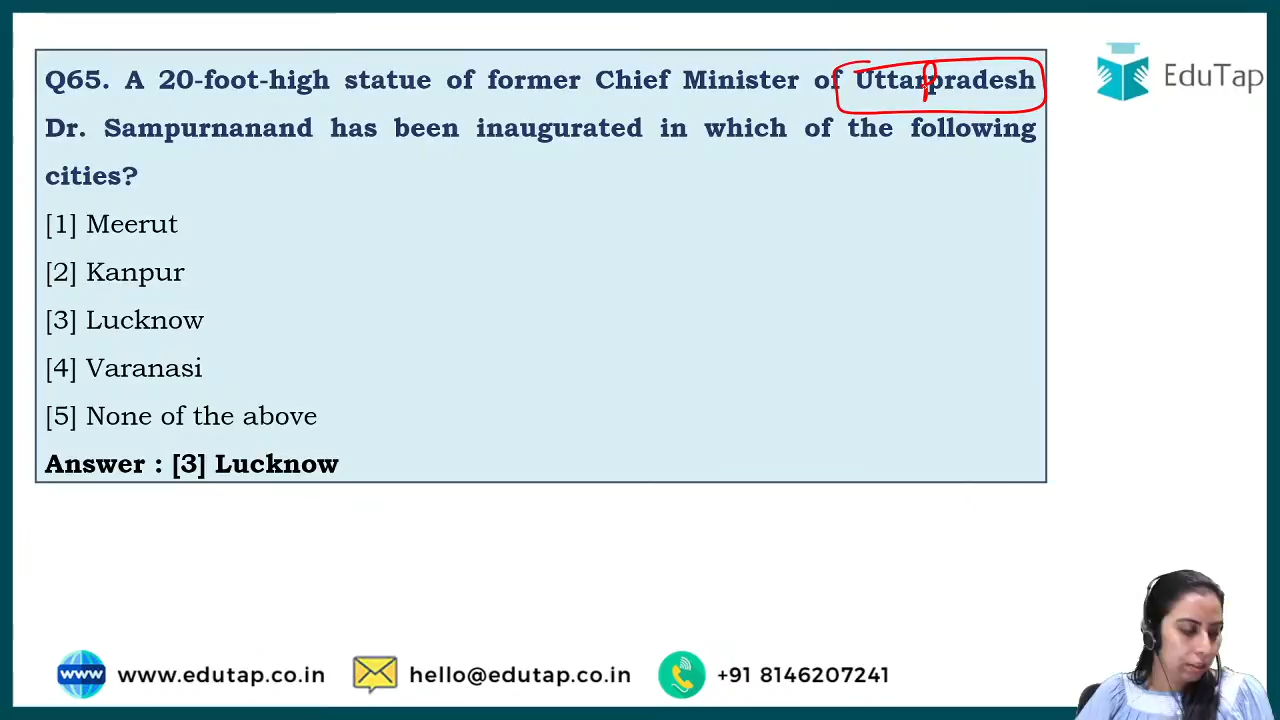 Q65. A 20-foot-high statue of former Chief Minister of Uttarpradesh
Dr. Sampurnanand has been inaugurated in which of the following
cities?
[1] Meerut
[2] Kanpur
[3] Lucknow
[4] Varanasi
[5] None of the above
Answer : [3] Lucknow
EduTap
www www.edutap.co.in hello@edutap.co.in +91 8146207241